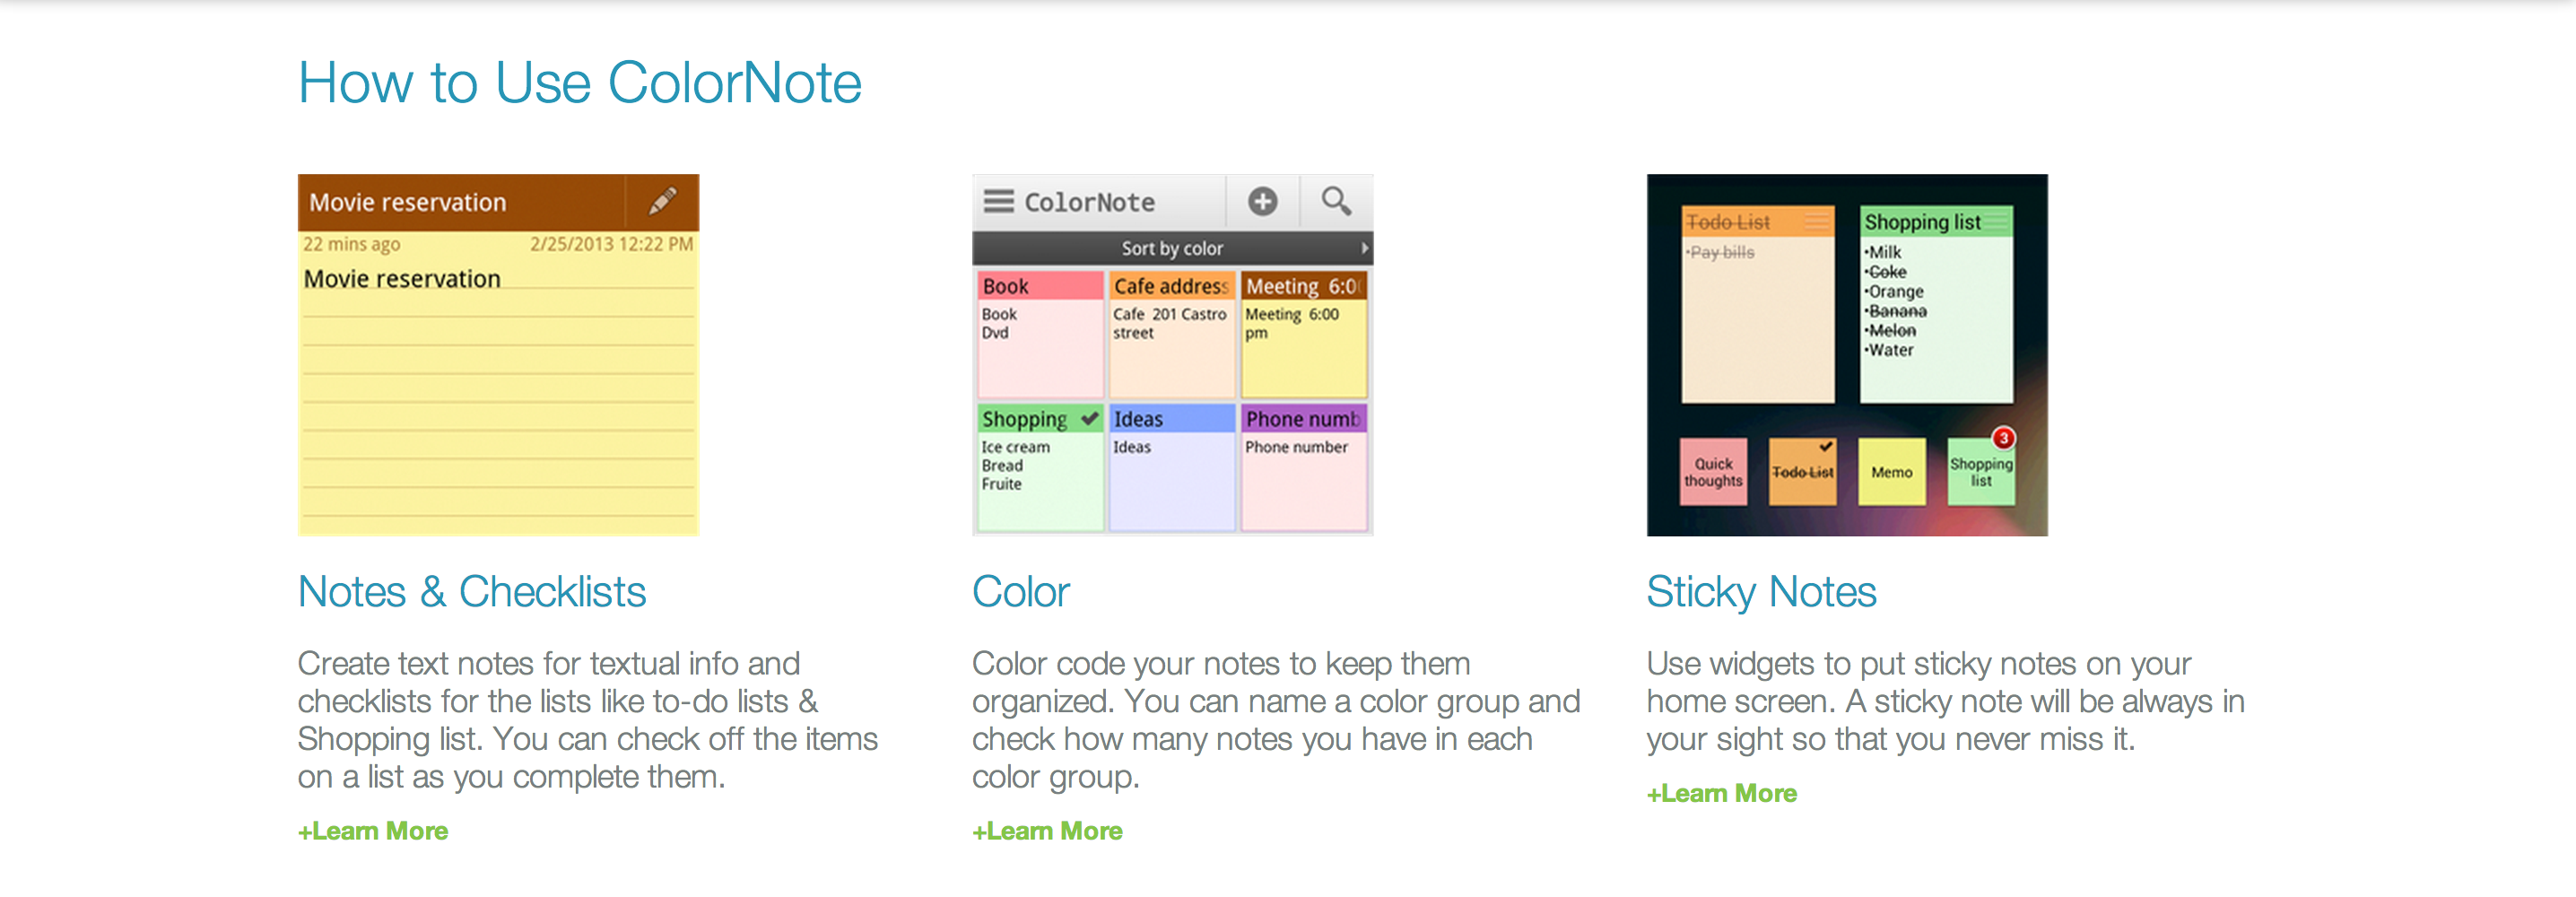 How to Use ColorNote
Movie reservation
22 mins ago 2/25/2013 12:22 PM
Movie reservation
Notes & Checklists
Create text notes for textual info and
checklists for the lists like to-do lists &
Shopping list. You can check off the items
on a list as you complete them.
+Learn More
ColorNote
Sort by color
Book
Book
Dvd
Cafe address
Cafe 201 Castro
street
Meeting 6:0
Meeting 6:00
pm
Shopping
Ice cream
Bread
Fruite
Ideas
Ideas
Phone numb
Phone number
Color
Color code your notes to keep them
organized. You can name a color group and
check how many notes you have in each
color group.
+Learn More
Todo List
•Pay bills
Shopping list
•Milk
•Coke
•Orange
•Banana
•Melon
•Water
Quick
thoughts
Todo List
Memo
Shopping
list
3
Sticky Notes
Use widgets to put sticky notes on your
home screen. A sticky note will be always in
your sight so that you never miss it.
+Learn More